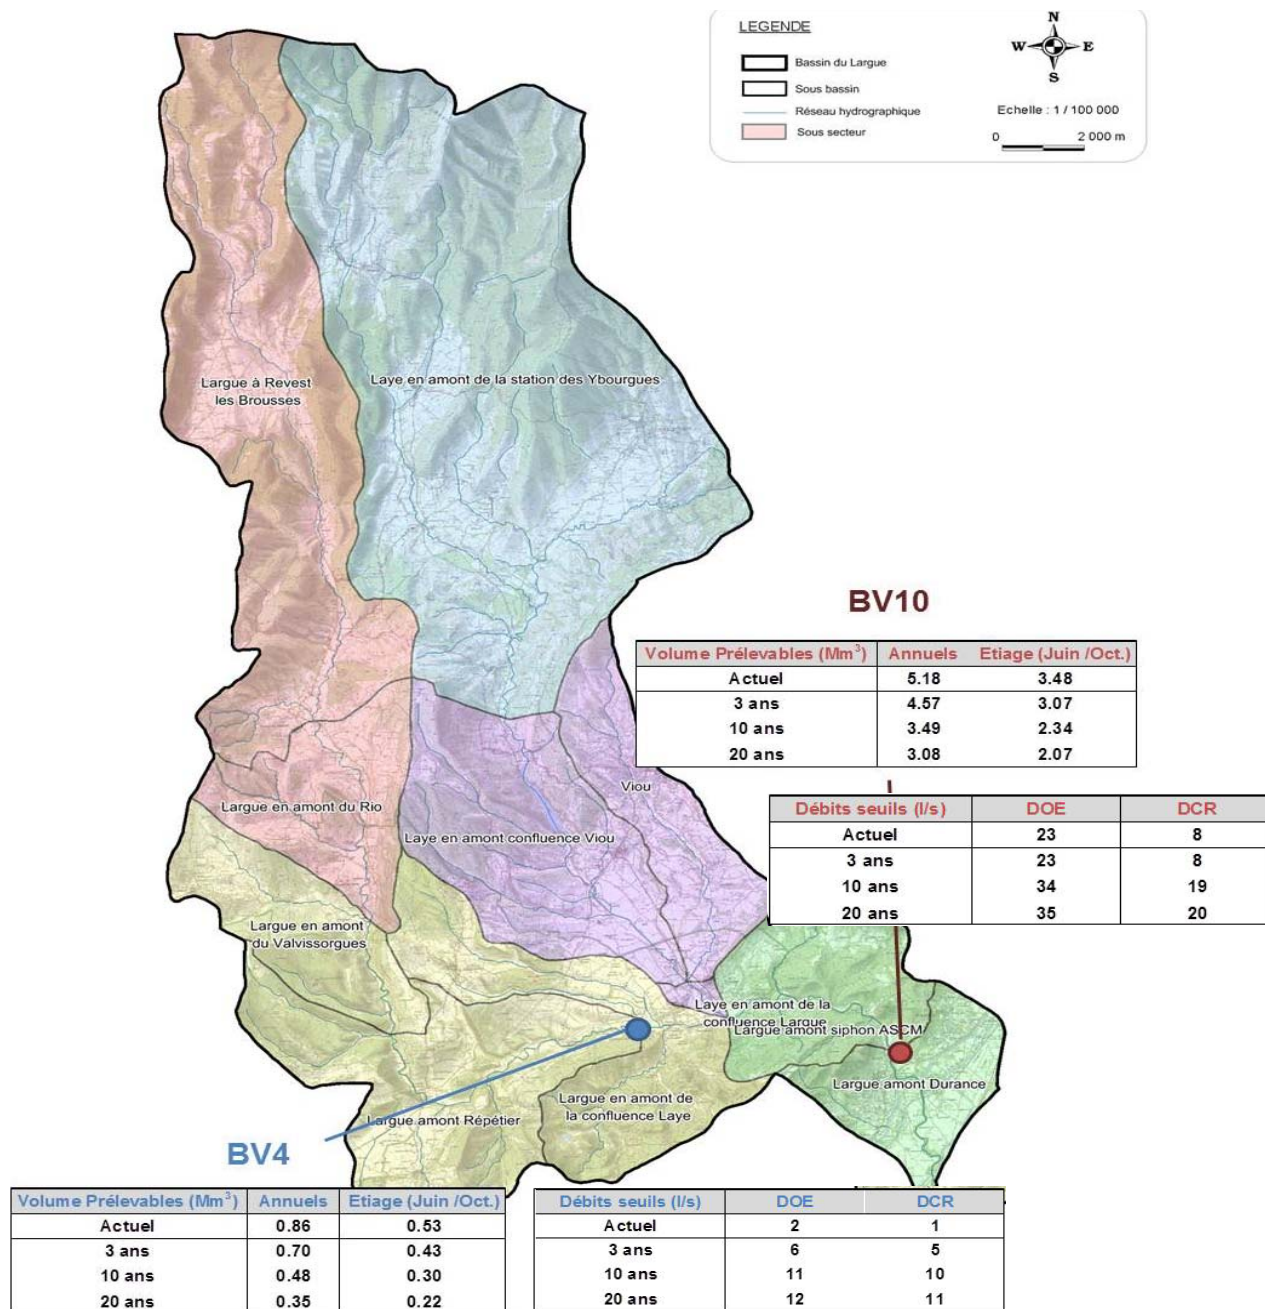 LEGENDE
Bassin du Largue
Sous bassin
Réseau hydrographique
Sous secteur
N
W E
S
Echelle : 1 / 100 000
0 2 000 m
Largue à Revest
les Brousses
Laye en amont de la station des Ybourgues
BV10
Volume Prélevables (Mm³) Annuels Etiage (Juin /Oct.)
Actuel 5.18 3.48
3 ans 4.57 3.07
10 ans 3.49 2.34
20 ans 3.08 2.07
Viou
Largue en amont du Rio
Laye en amont confluence Viou
Débits seuils (l/s) DOE DCR
Actuel 23 8
3 ans 23 8
10 ans 34 19
20 ans 35 20
Largue en amont
du Valvissorgues
Laye en amont de la
confluence Largue
Largue amont siphon ASCM
Largue amont Durance
Largue en amont de
la confluence Laye
Largue amont Répétier
BV4
Volume Prélevables (Mm³) Annuels Etiage (Juin /Oct.)
Actuel 0.86 0.53
3 ans 0.70 0.43
10 ans 0.48 0.30
20 ans 0.35 0.22
Débits seuils (l/s) DOE DCR
Actuel 2 1
3 ans 6 5
10 ans 11 10
20 ans 12 11